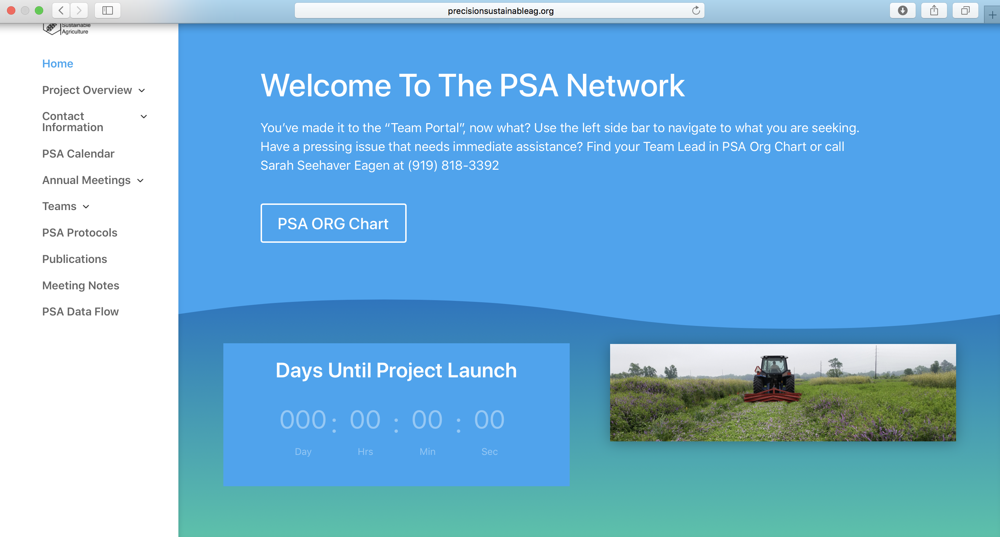 precisionsustainableag.org
Sustainable
Agriculture
Home
Project Overview
Contact
Information
PSA Calendar
Annual Meetings
Teams
PSA Protocols
Publications
Meeting Notes
PSA Data Flow
Welcome To The PSA Network
You’ve made it to the “Team Portal”, now what? Use the left side bar to navigate to what you are seeking.
Have a pressing issue that needs immediate assistance? Find your Team Lead in PSA Org Chart or call
Sarah Seehaver Eagen at (919) 818-3392
PSA ORG Chart
Days Until Project Launch
000 : 00 : 00 : 00
Day Hrs Min Sec